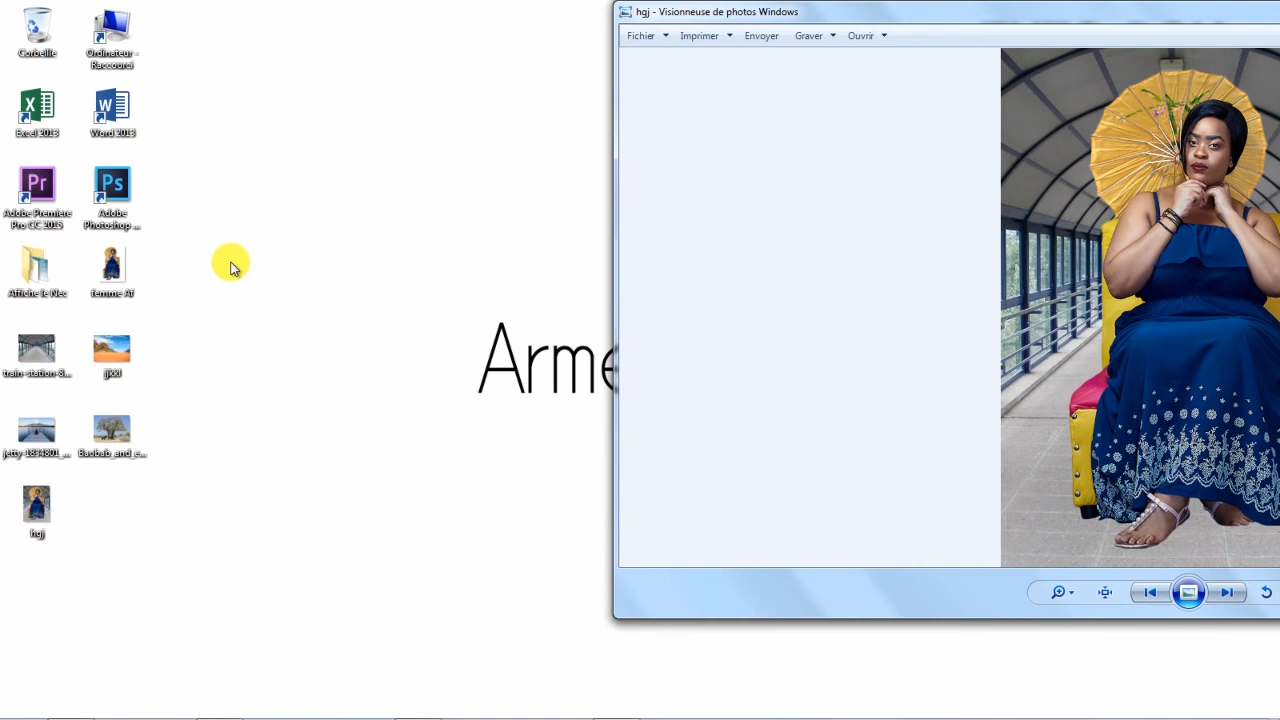 hgj - Visionneuse de photos Windows
Fichier Imprimer Envoyer Graver Ouvrir
Corbeille
Ordinateur -
Raccourci
Excel 2013
Word 2013
Adobe Premiere
Pro CC 2015
Adobe
Photoshop ...
Affiche le Nec
femme Af
train-station-8...
jjkkl
jetty-1834801_...
Baobab_and_e...
hgj
Arme